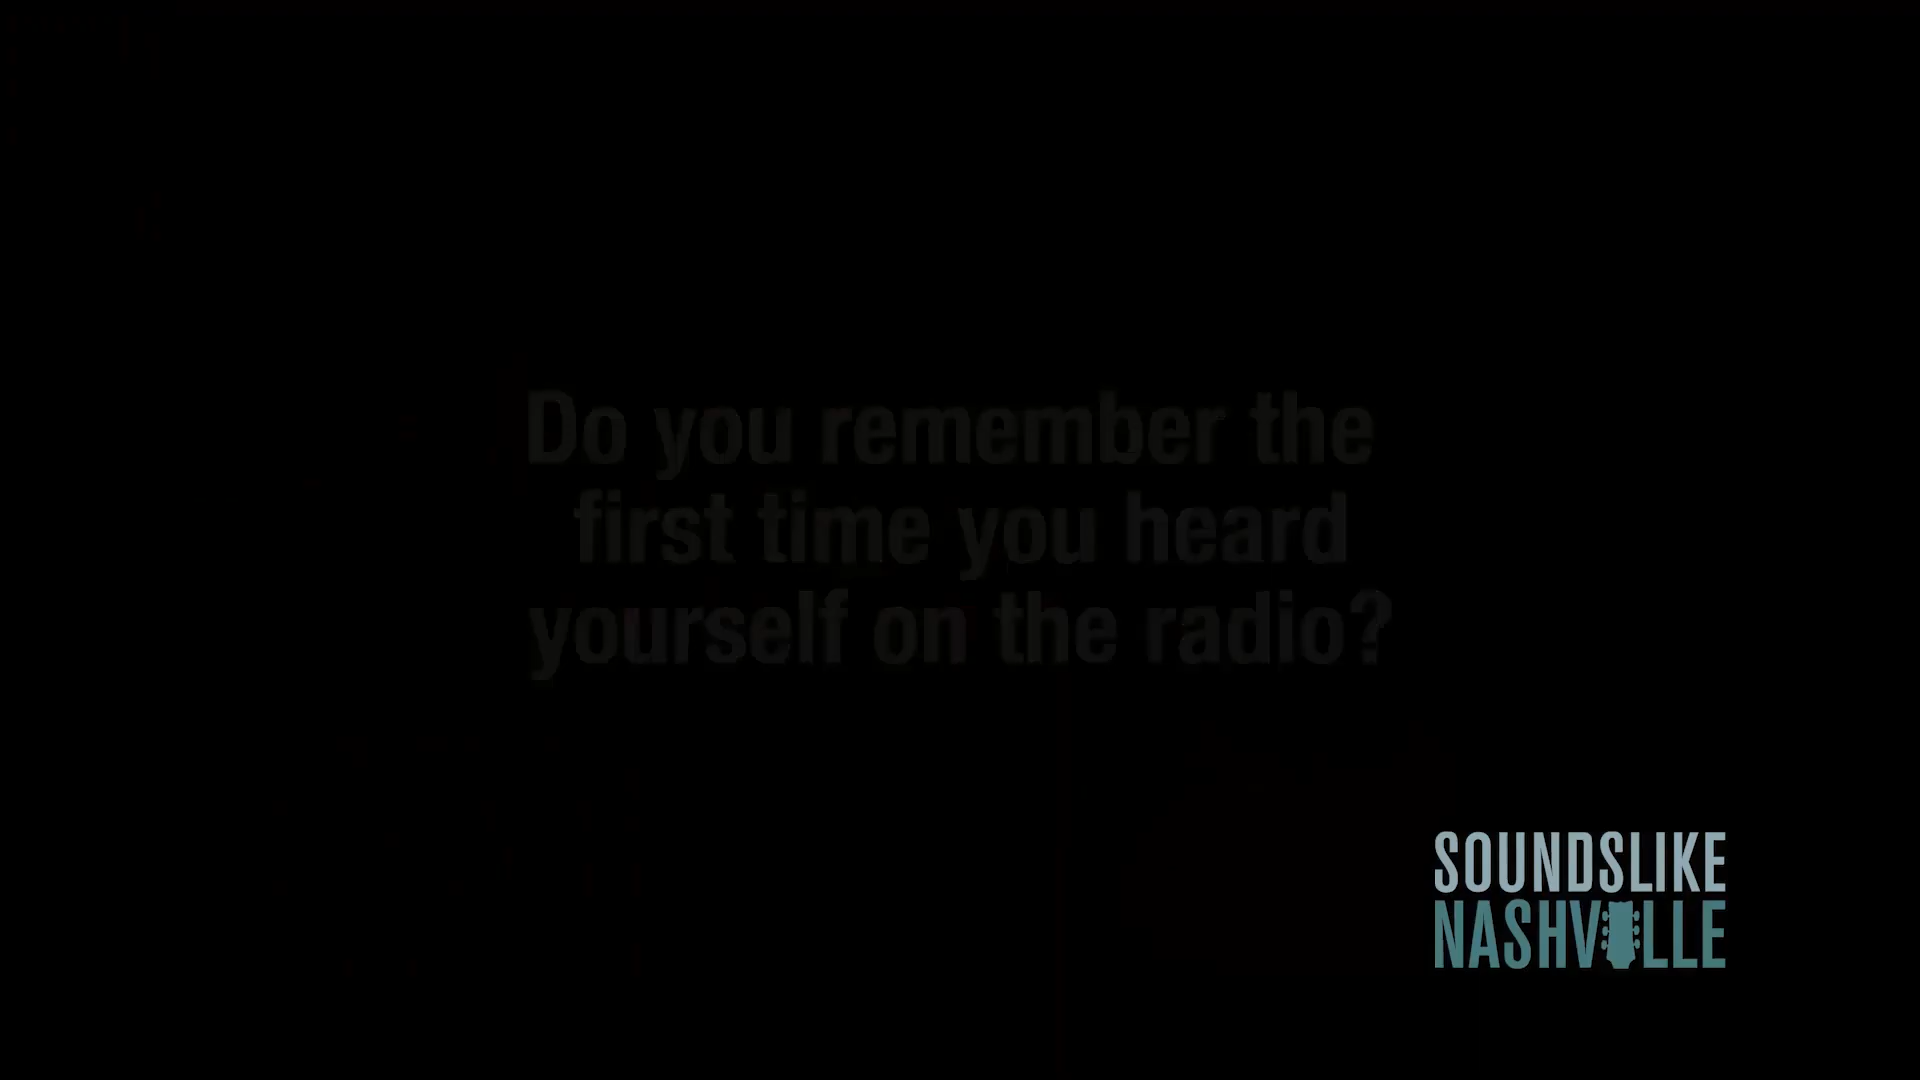 Do you remember the
first time you heard
yourself on the radio?
SOUNDSLIKE
NASHVILLE